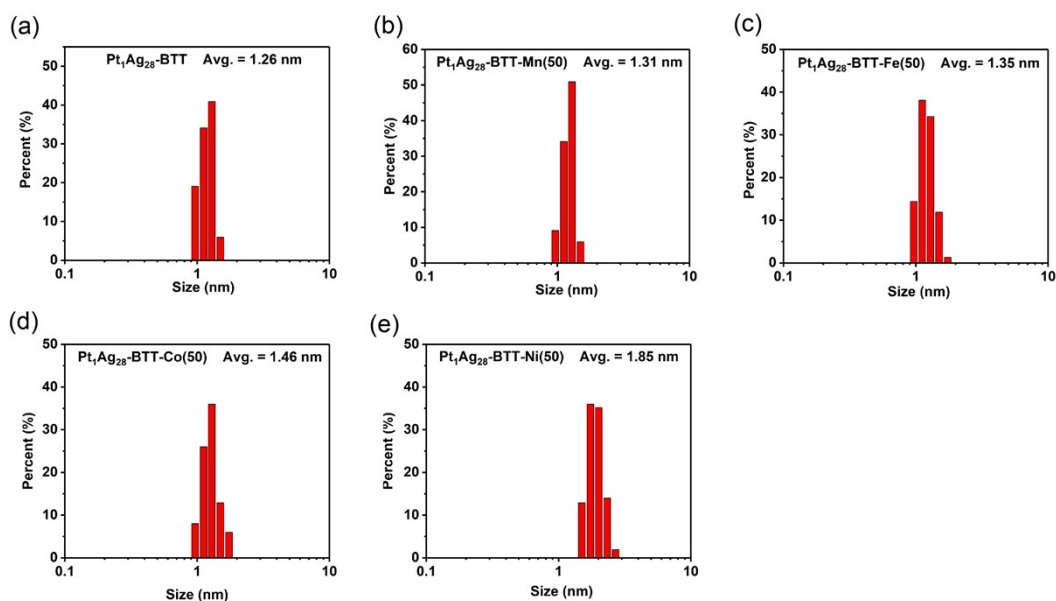 (a)
Pt₁Ag₂₈-BTT Avg. = 1.26 nm
Percent (%)
50
40
30
20
10
0
0.1 1 10
Size (nm)
(b)
Pt₁Ag₂₈-BTT-Mn(50) Avg. = 1.31 nm
Percent (%)
60
50
40
30
20
10
0
0.1 1 10
Size (nm)
(c)
Pt₁Ag₂₈-BTT-Fe(50) Avg. = 1.35 nm
Percent (%)
50
40
30
20
10
0
0.1 1 10
Size (nm)
(d)
Pt₁Ag₂₈-BTT-Co(50) Avg. = 1.46 nm
Percent (%)
50
40
30
20
10
0
0.1 1 10
Size (nm)
(e)
Pt₁Ag₂₈-BTT-Ni(50) Avg. = 1.85 nm
Percent (%)
50
40
30
20
10
0
0.1 1 10
Size (nm)